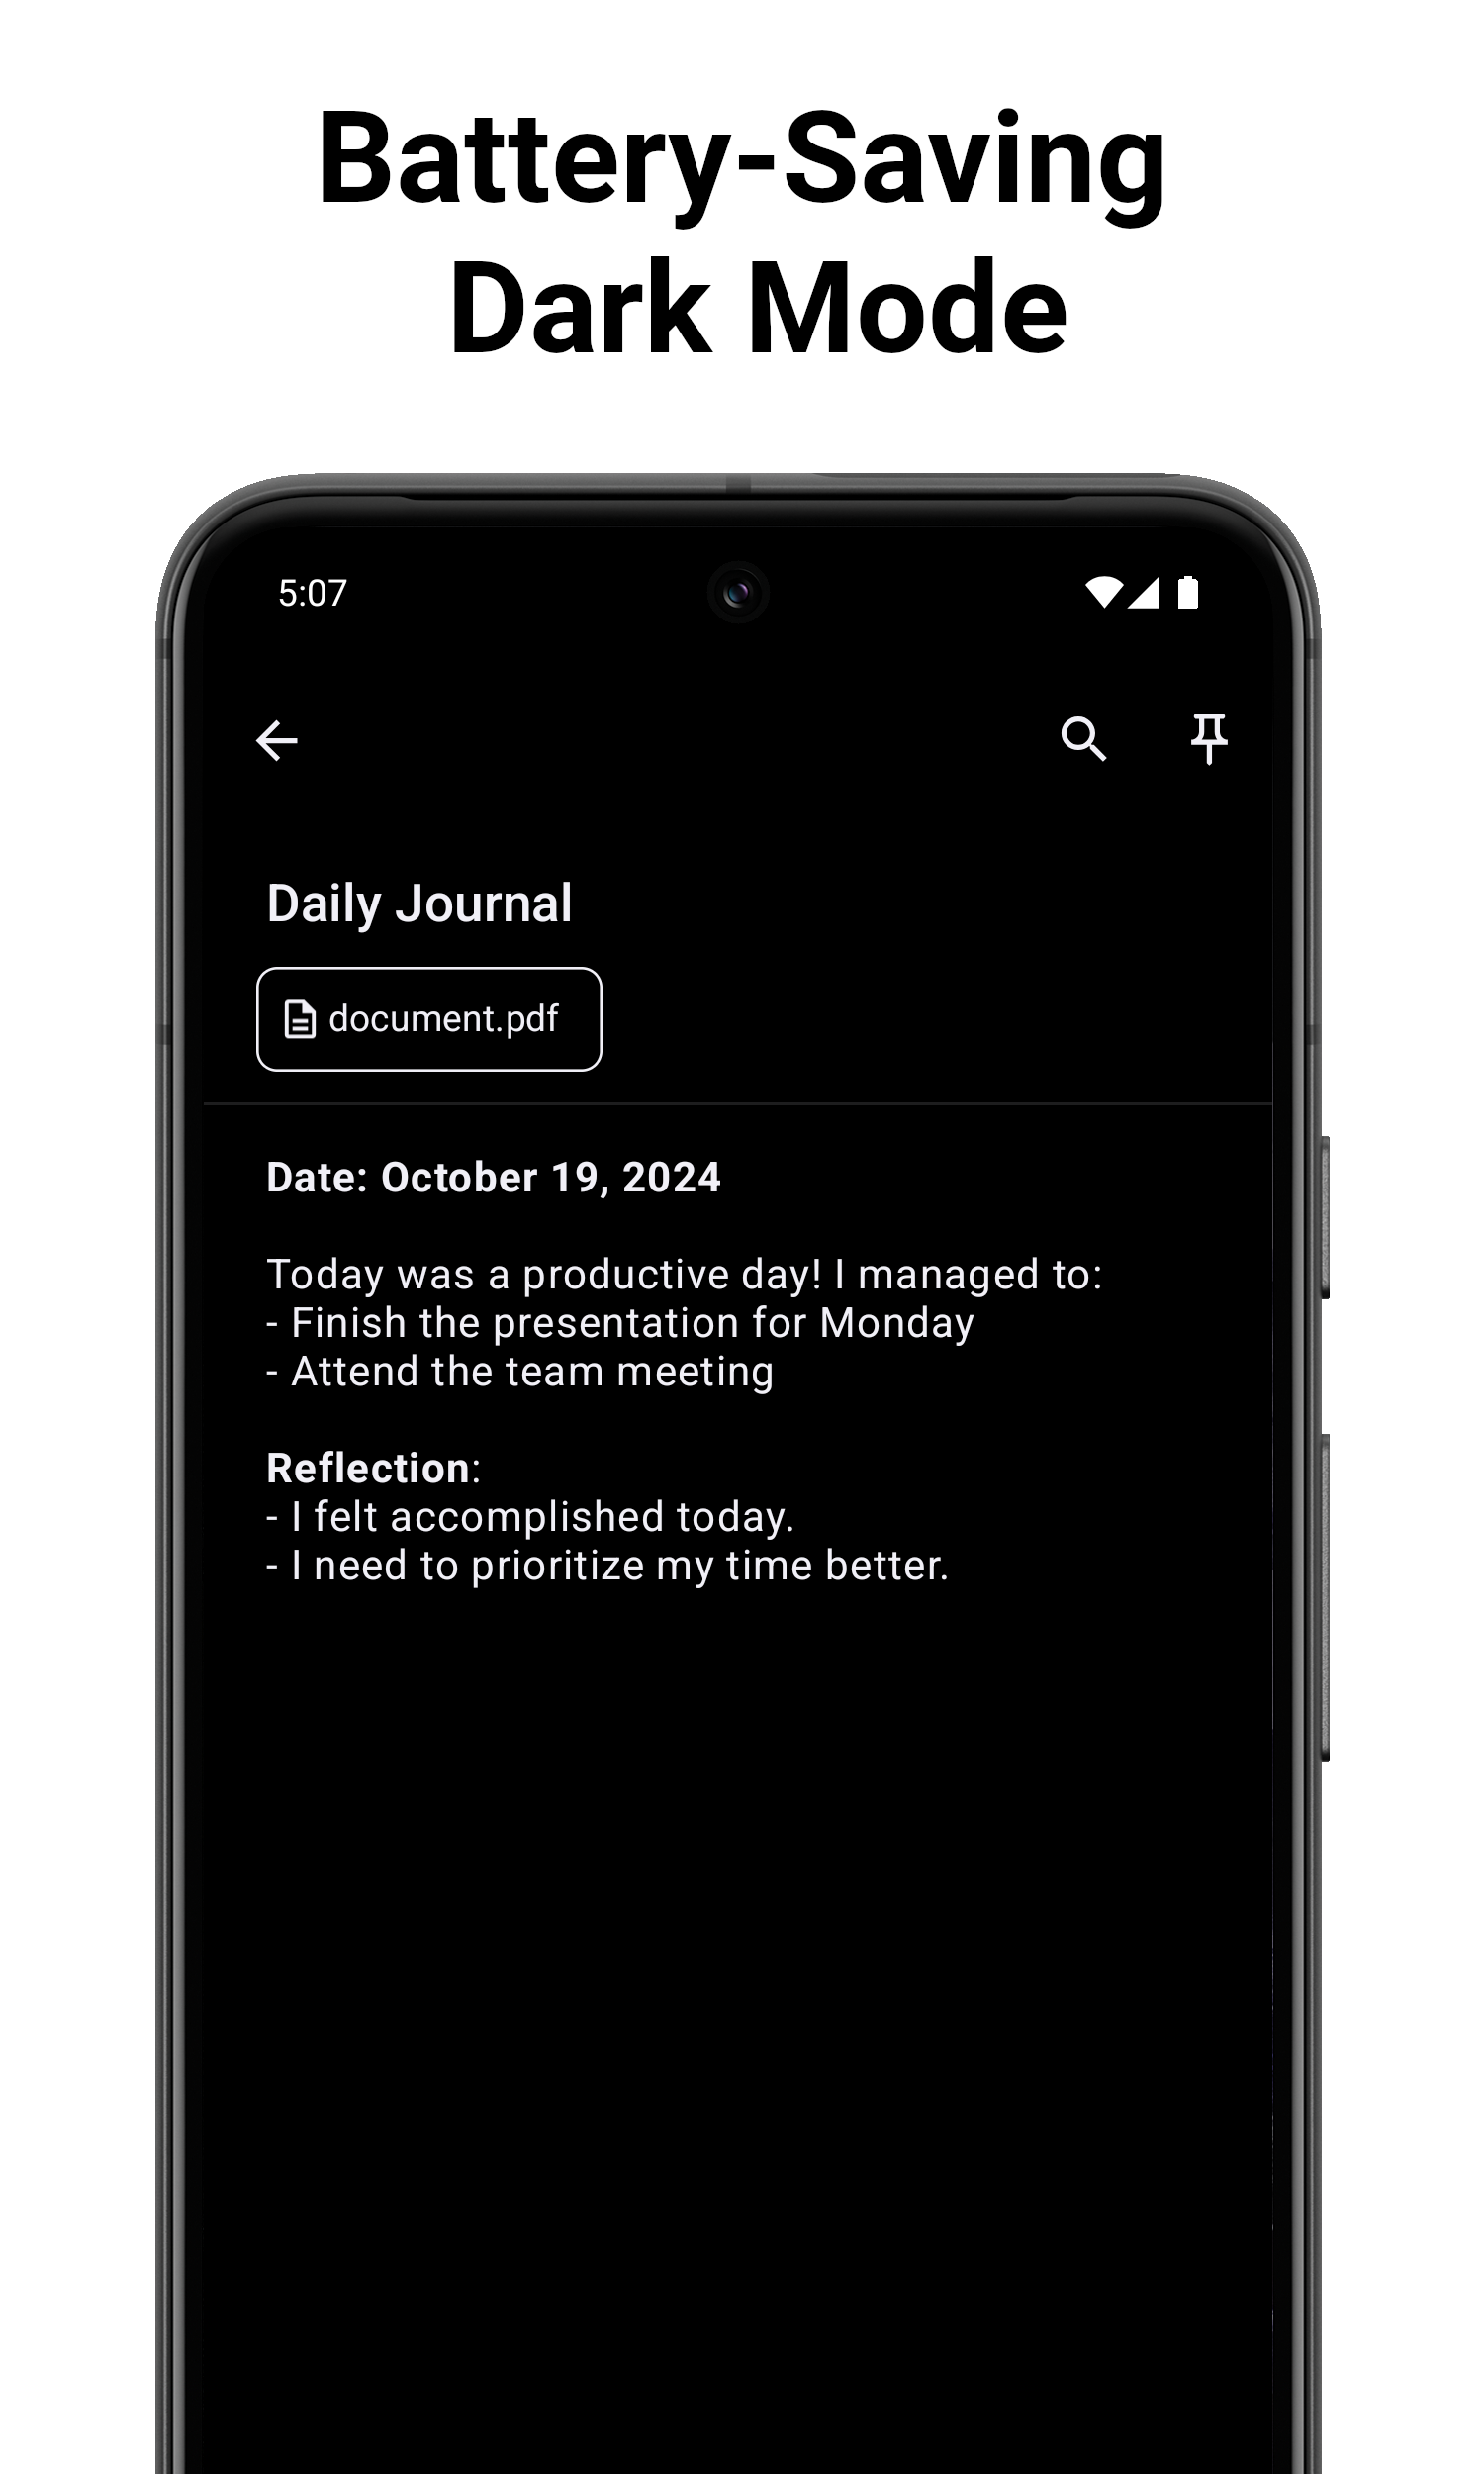 Battery-Saving
Dark Mode
5:07
Daily Journal
document.pdf
Date: October 19, 2024
Today was a productive day! I managed to:
- Finish the presentation for Monday
- Attend the team meeting
Reflection:
- I felt accomplished today.
- I need to prioritize my time better.